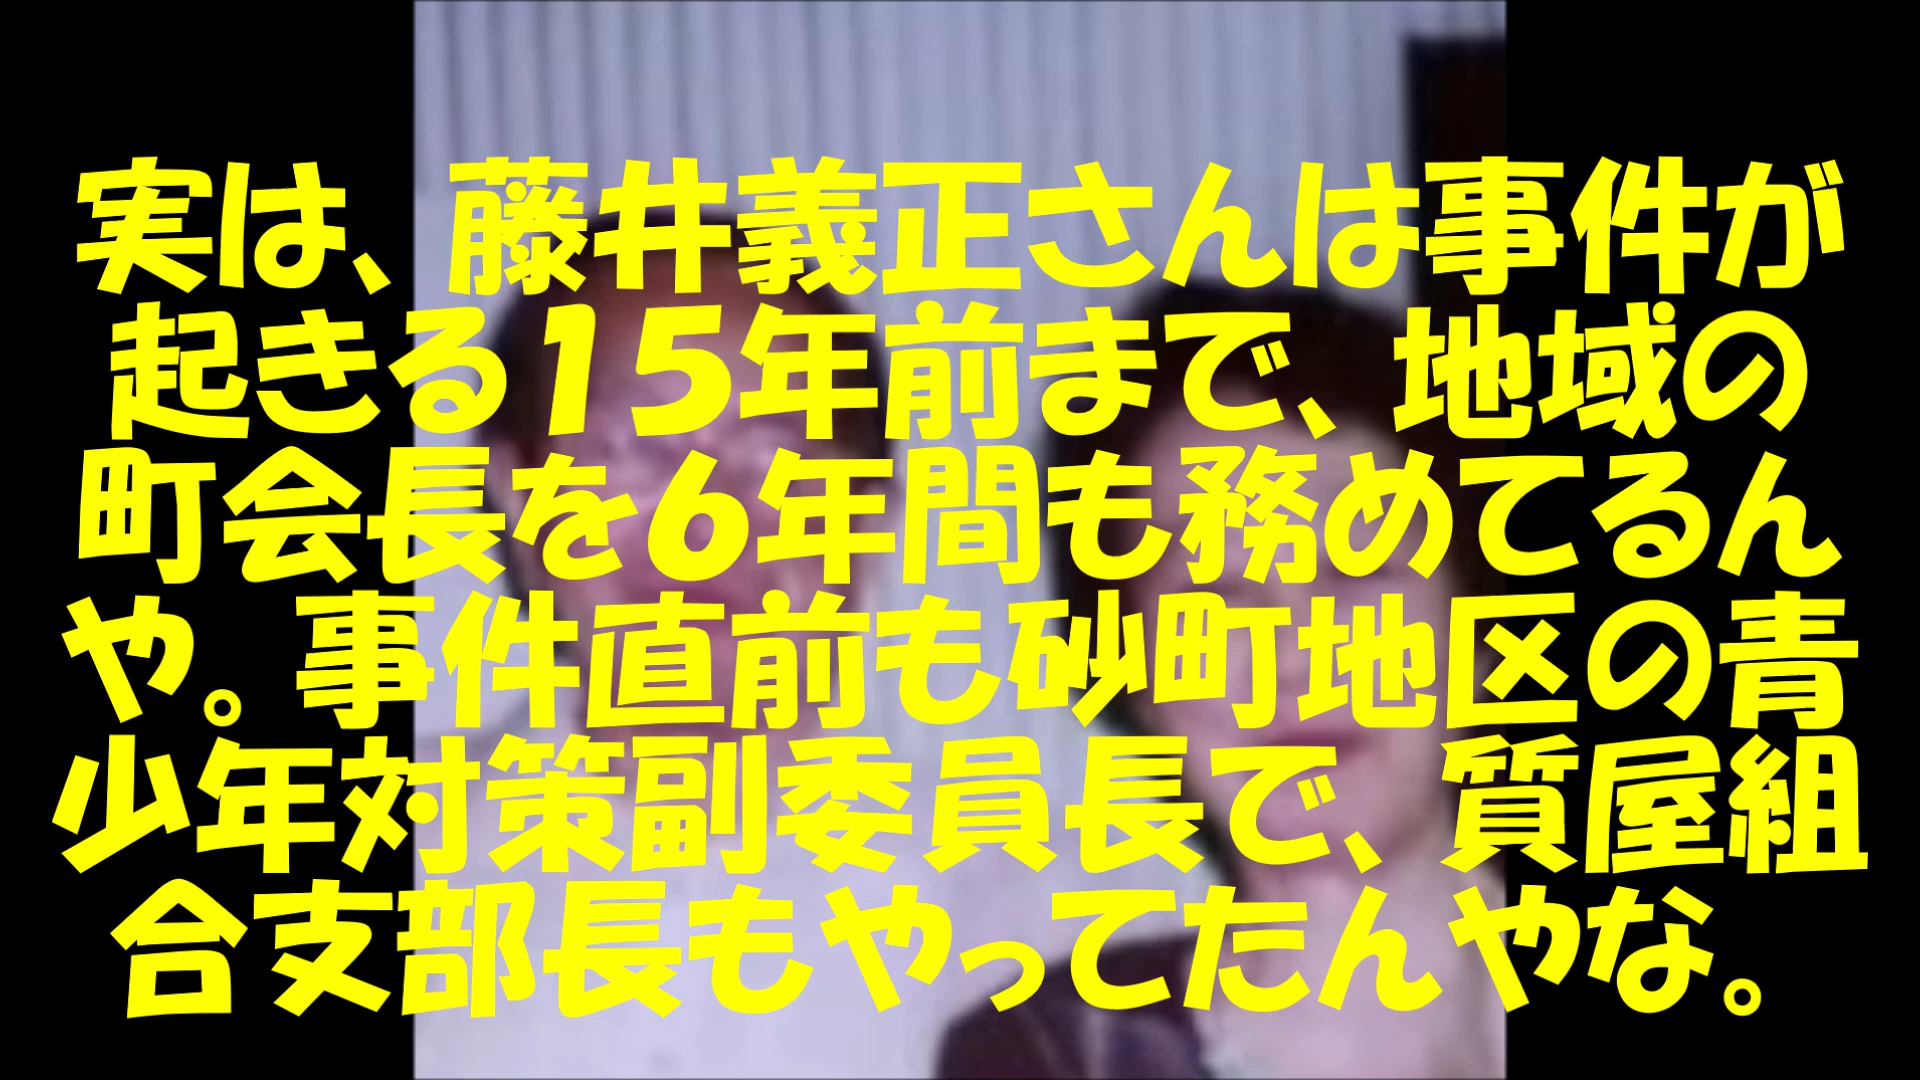 実は、藤井義正さんは事件が
起きる15年前まで、地域の
町会長を6年間も務めてるん
や。事件直前も砂町地区の青
少年対策副委員長で、質屋組
合支部長もやってたんやな。